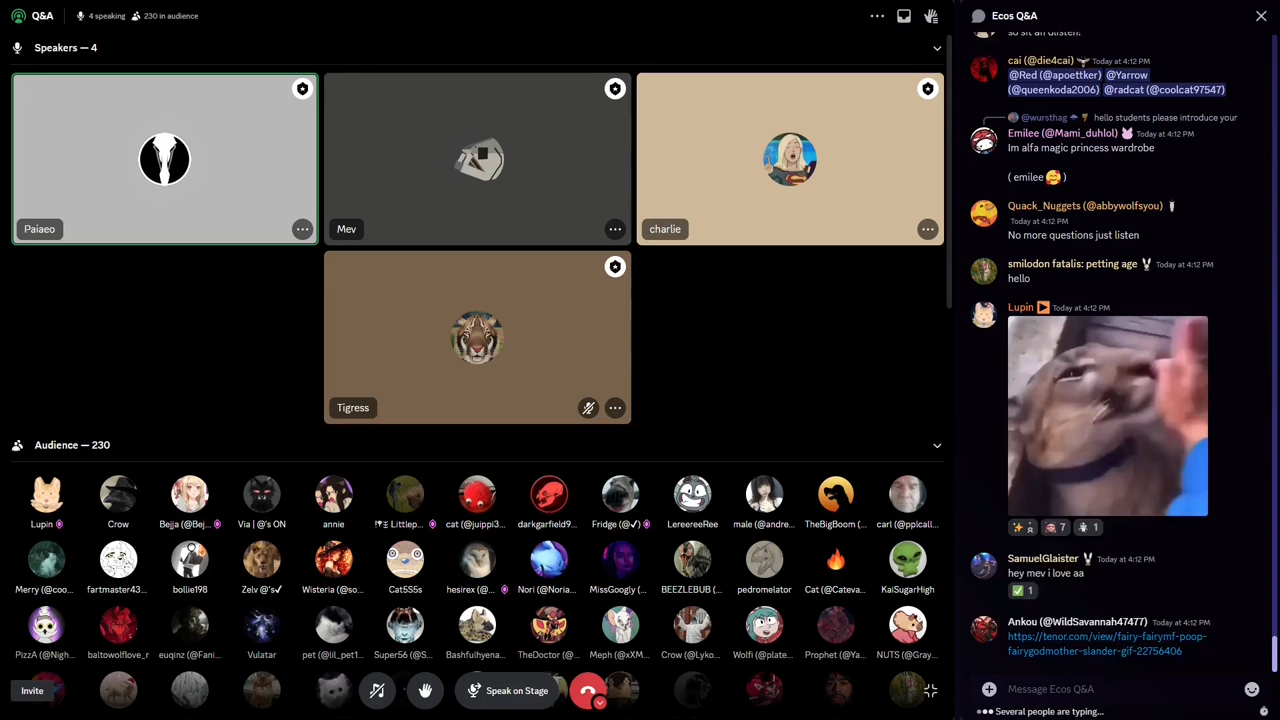 Q&A
4 speaking
230 in audience
Speakers — 4
Paiaeo
Mev
charlie
Tigress
Audience — 230
Lupin
Crow
Bejja (@Bej...
Via | @'s ON
annie
Littlep...
cat (@juippi3...
darkgarfield9...
Fridge (@✓)
LereereeRee
male (@andre...
TheBigBoom (...
carl (@pplcall...
Merry (@coo...
fartmaster43...
bollie198
Zelv @'s✓
Wisteria (@so...
Cat5S5s
hesirex (@...
Nori (@Noria...
MissGoogly (...
BEEZLEBUB (...
pedromelator
Cat (@Cateva...
KaiSugarHigh
PizzA (@Nigh...
baltowolflove_r
euqinz (@Fani...
Vulatar
pet (@lil_pet1...
Super56 (@S...
Bashfulhyena...
TheDoctor (@...
Meph (@xXM...
Crow (@Lyko...
Wolfi (@plate...
Prophet (@Ya...
NUTS (@Gray...
Invite
Speak on Stage
Ecos Q&A
so sit an dlisten!
cai (@die4cai) Today at 4:12 PM
@Red (@apoettker) @Yarrow
(@queenkoda2006) @radcat (@coolcat97547)
@wursthag hello students please introduce your
Emilee (@Mami_duhlol) Today at 4:12 PM
Im alfa magic princess wardrobe
( emilee 🥰 )
Quack_Nuggets (@abbywolfsyou)
Today at 4:12 PM
No more questions just listen
smilodon fatalis: petting age Today at 4:12 PM
hello
Lupin Today at 4:12 PM
7
1
SamuelGlaister Today at 4:12 PM
hey mev i love aa
✅ 1
Ankou (@WildSavannah47477) Today at 4:12 PM
https://tenor.com/view/fairy-fairymf-poop-
fairygodmother-slander-gif-22756406
Message Ecos Q&A
Several people are typing...